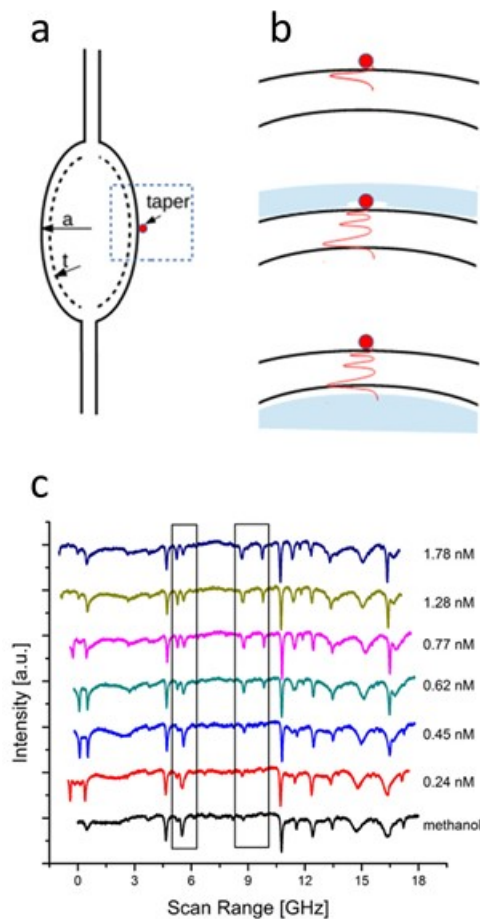 a
b
a
t
taper
c
1.78 nM
1.28 nM
0.77 nM
0.62 nM
0.45 nM
0.24 nM
methanol
Intensity [a.u.]
0 3 6 9 12 15 18
Scan Range [GHz]